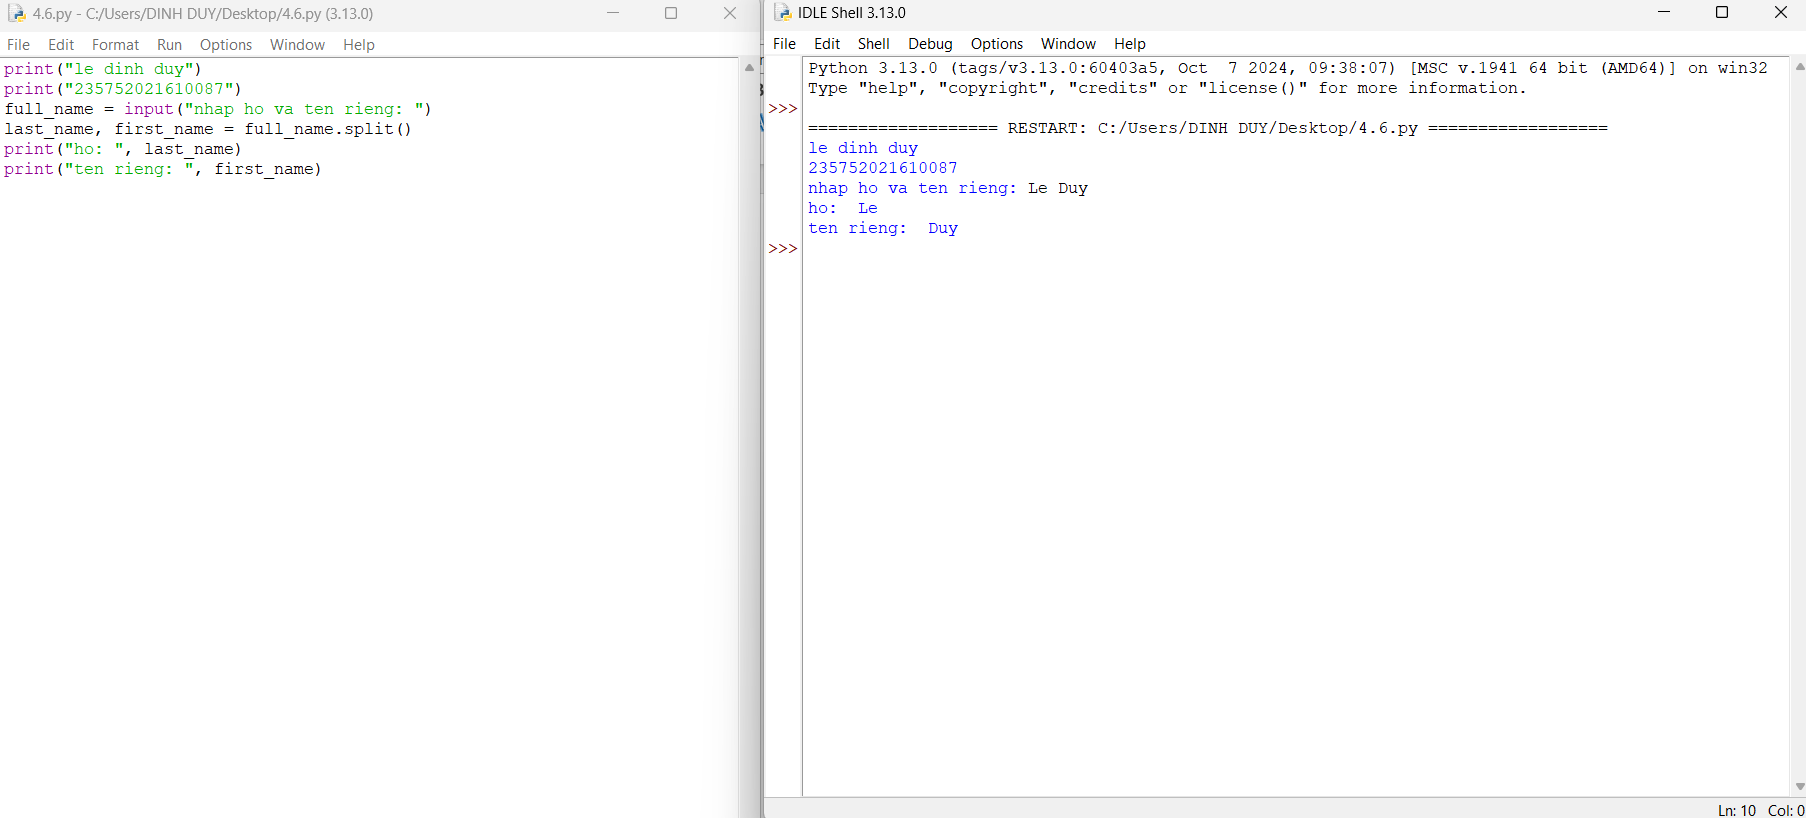 4.6.py - C:/Users/DINH DUY/Desktop/4.6.py (3.13.0)
File Edit Format Run Options Window Help
print("le dinh duy")
print("235752021610087")
full_name = input("nhap ho va ten rieng: ")
last_name, first_name = full_name.split()
print("ho: ", last_name)
print("ten rieng: ", first_name)
IDLE Shell 3.13.0
File Edit Shell Debug Options Window Help
Python 3.13.0 (tags/v3.13.0:60403a5, Oct  7 2024, 09:38:07) [MSC v.1941 64 bit (AMD64)] on win32
Type "help", "copyright", "credits" or "license()" for more information.
>>>
=================== RESTART: C:/Users/DINH DUY/Desktop/4.6.py ==================
le dinh duy
235752021610087
nhap ho va ten rieng: Le Duy
ho:  Le
ten rieng:  Duy
>>>
Ln: 10 Col: 0